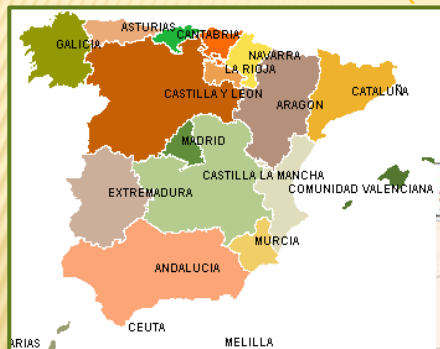 ASTURIAS
CANTABRIA
GALICIA
NAVARRA
LA RIOJA
CASTILLA Y LEON
CATALUÑA
ARAGON
MADRID
CASTILLA LA MANCHA
EXTREMADURA
COMUNIDAD VALENCIANA
MURCIA
ANDALUCIA
CEUTA
MELILLA
ARIAS